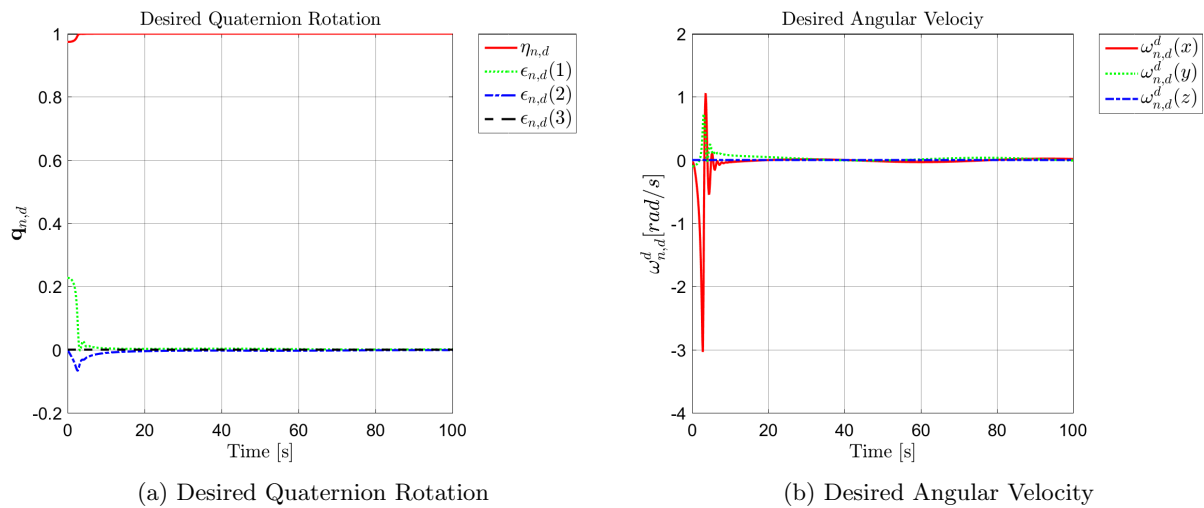 Desired Quaternion Rotation
1
0.8
0.6
0.4
0.2
0
-0.2
q_{n,d}
0 20 40 60 80 100
Time [s]
η_{n,d}
ϵ_{n,d}(1)
ϵ_{n,d}(2)
ϵ_{n,d}(3)
(a) Desired Quaternion Rotation
Desired Angular Velociy
2
1
0
-1
-2
-3
-4
ω^d_{n,d}[rad/s]
0 20 40 60 80 100
Time [s]
ω^d_{n,d}(x)
ω^d_{n,d}(y)
ω^d_{n,d}(z)
(b) Desired Angular Velocity